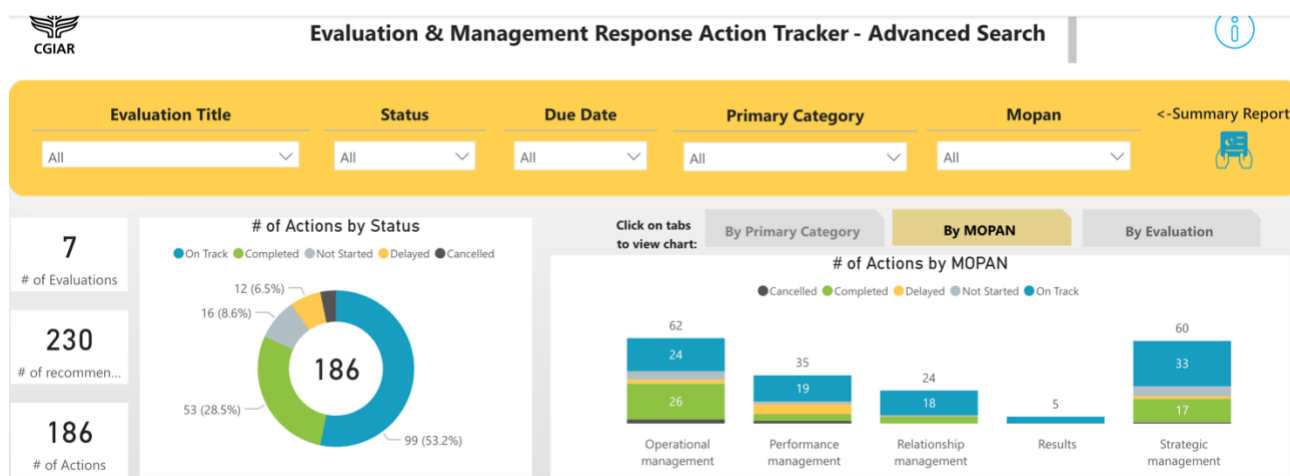 CGIAR
Evaluation & Management Response Action Tracker - Advanced Search
Evaluation Title
Status
Due Date
Primary Category
Mopan
<-Summary Report
All
All
All
All
All
7
# of Evaluations
230
# of recommen...
186
# of Actions
# of Actions by Status
On Track Completed Not Started Delayed Cancelled
12 (6.5%)
16 (8.6%)
186
53 (28.5%)
99 (53.2%)
Click on tabs
to view chart:
By Primary Category
By MOPAN
By Evaluation
# of Actions by MOPAN
Cancelled Completed Delayed Not Started On Track
62
24
26
Operational
management
35
19
Performance
management
24
18
Relationship
management
5
Results
60
33
17
Strategic
management